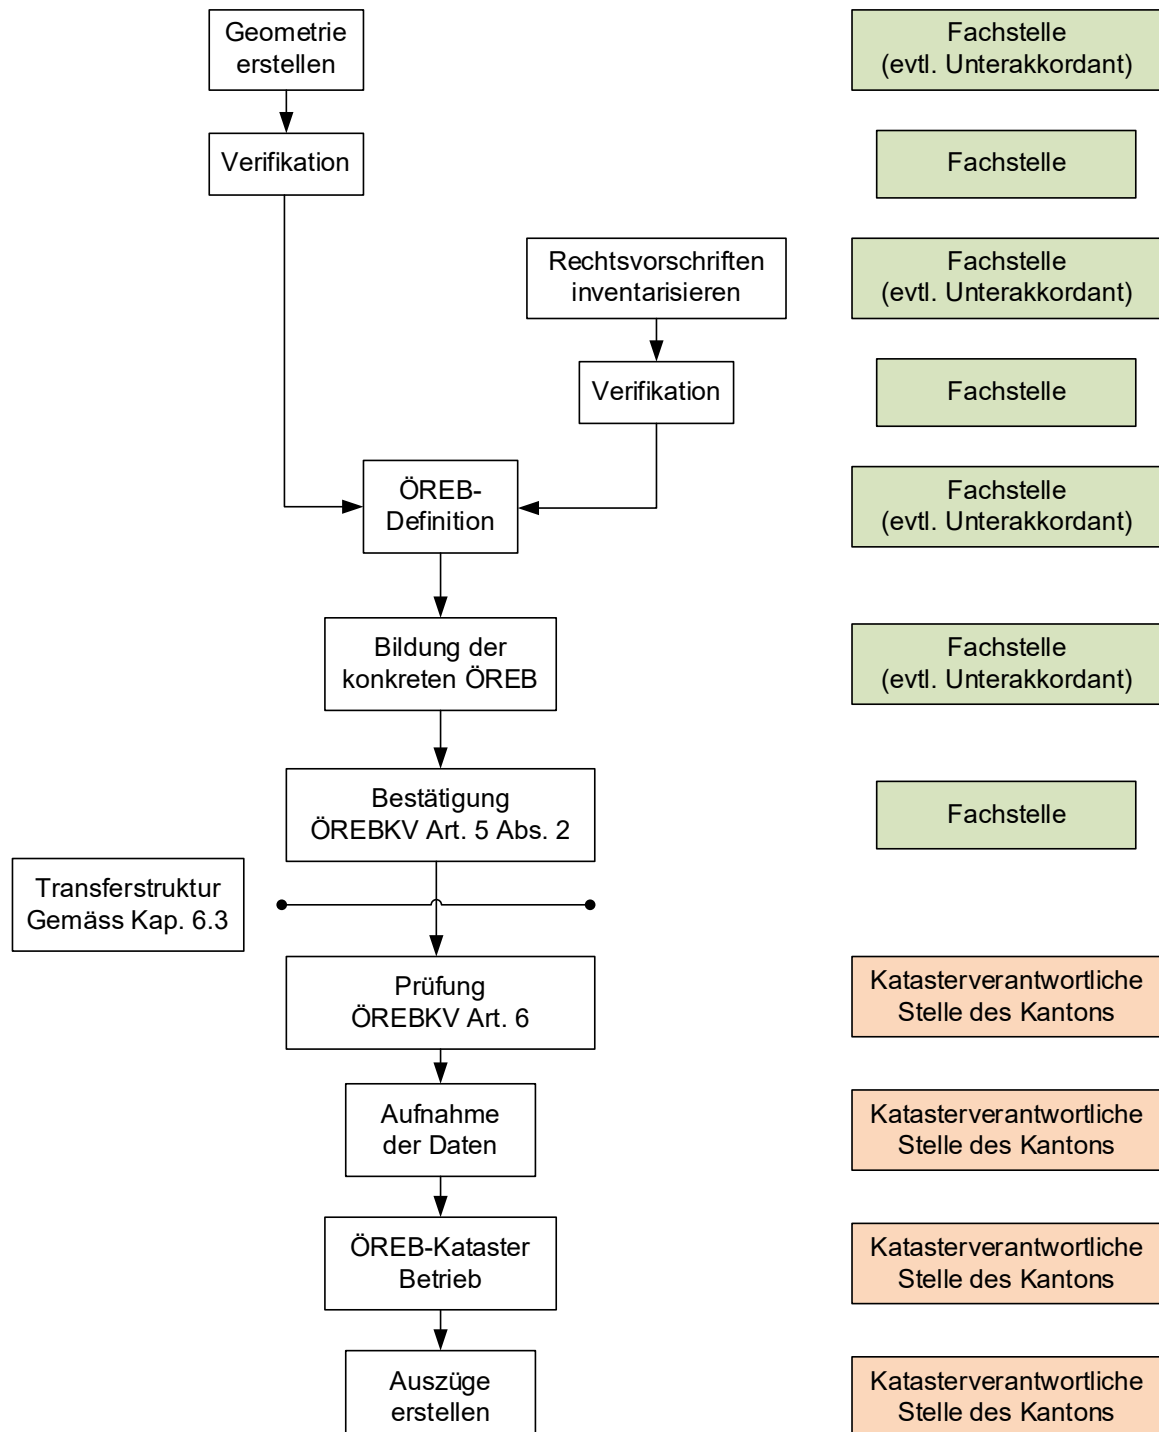 Geometrie
erstellen
Fachstelle
(evtl. Unterakkordant)
Verifikation
Fachstelle
Rechtsvorschriften
inventarisieren
Fachstelle
(evtl. Unterakkordant)
Verifikation
Fachstelle
ÖREB-
Definition
Fachstelle
(evtl. Unterakkordant)
Bildung der
konkreten ÖREB
Fachstelle
(evtl. Unterakkordant)
Bestätigung
ÖREBKV Art. 5 Abs. 2
Fachstelle
Transferstruktur
Gemäss Kap. 6.3
Prüfung
ÖREBKV Art. 6
Katasterverantwortliche
Stelle des Kantons
Aufnahme
der Daten
Katasterverantwortliche
Stelle des Kantons
ÖREB-Kataster
Betrieb
Katasterverantwortliche
Stelle des Kantons
Auszüge
erstellen
Katasterverantwortliche
Stelle des Kantons